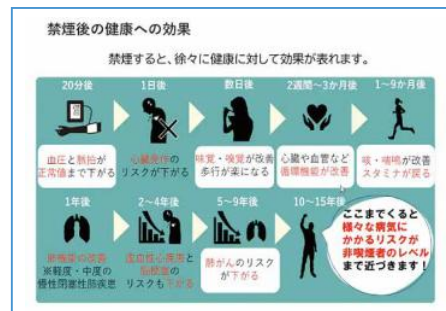 禁煙後の健康への効果
禁煙すると、徐々に健康に対して効果が表れます。
20分後
1日後
数日後
2週間～3か月後
1～9か月後
血圧と脈拍が
正常値まで下がる
心臓発作の
リスクが下がる
味覚・嗅覚が改善
歩行が楽になる
心臓や血管など
循環機能が改善
咳・喘鳴が改善
スタミナが戻る
1年後
2～4年後
5～9年後
10～15年後
肺機能の改善
※軽度・中度の
慢性閉塞性肺疾患
虚血性心疾患と
脳梗塞の
リスクも下がる
肺がんのリスク
が下がる
ここまでくると
様々な病気に
かかるリスクが
非喫煙者のレベル
まで近づきます！